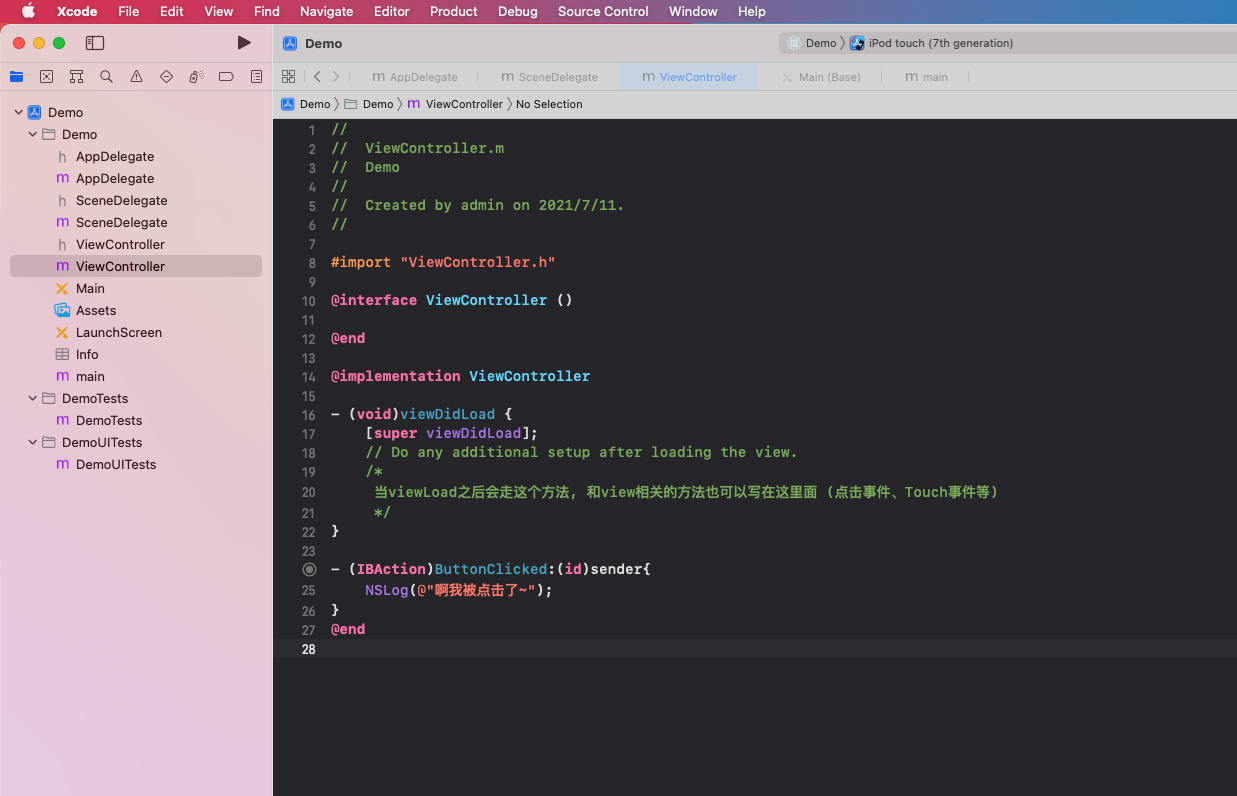 Xcode File Edit View Find Navigate Editor Product Debug Source Control Window Help
Demo
Demo
iPod touch (7th generation)
m AppDelegate
m SceneDelegate
m ViewController
Main (Base)
m main
Demo
Demo
m ViewController
No Selection
Demo
Demo
h AppDelegate
m AppDelegate
h SceneDelegate
m SceneDelegate
h ViewController
m ViewController
Main
Assets
LaunchScreen
Info
m main
DemoTests
m DemoTests
DemoUITests
m DemoUITests
1 //
2 //  ViewController.m
3 //  Demo
4 //
5 //  Created by admin on 2021/7/11.
6 //
7
8 #import "ViewController.h"
9
10 @interface ViewController ()
11
12 @end
13
14 @implementation ViewController
15
16 - (void)viewDidLoad {
17     [super viewDidLoad];
18     // Do any additional setup after loading the view.
19     /*
20      当viewLoad之后会走这个方法, 和view相关的方法也可以写在这里面 (点击事件、Touch事件等)
21      */
22 }
23
- (IBAction)ButtonClicked:(id)sender{
25     NSLog(@"啊我被点击了~");
26 }
27 @end
28